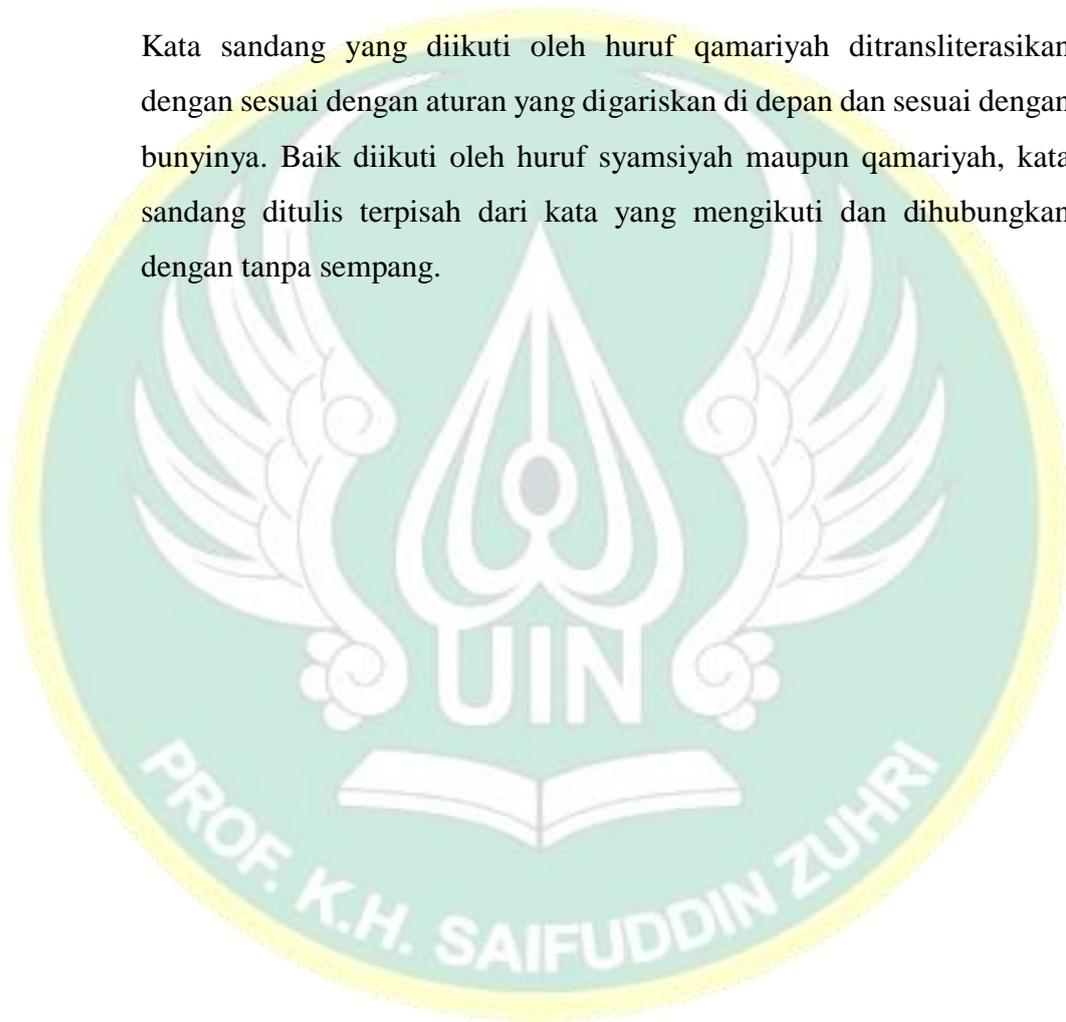 Kata sandang yang diikuti oleh huruf qamariyah ditransliterasikan
dengan sesuai dengan aturan yang digariskan di depan dan sesuai dengan
bunyinya. Baik diikuti oleh huruf syamsiyah maupun qamariyah, kata
sandang ditulis terpisah dari kata yang mengikuti dan dihubungkan
dengan tanpa sempang.
UIN
PROF. K.H. SAIFUDDIN ZUHRI